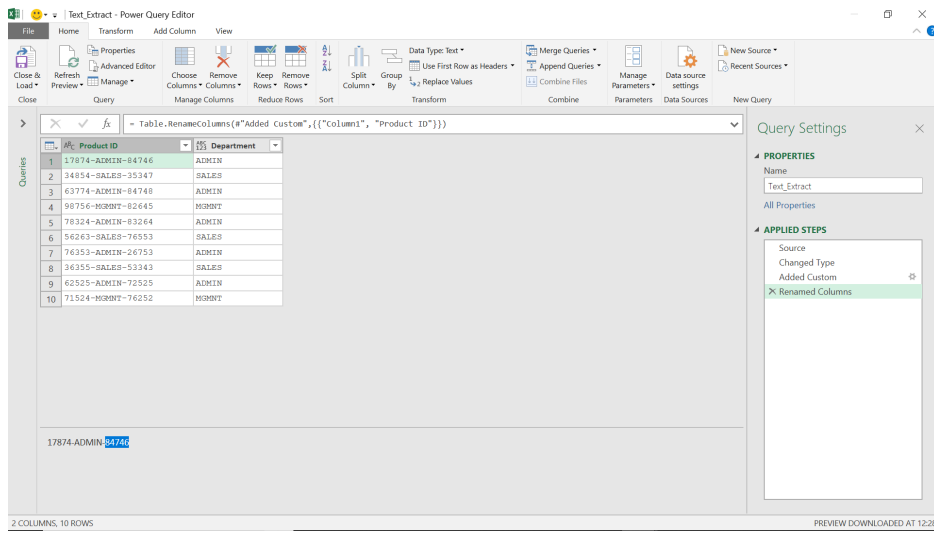 Text_Extract - Power Query Editor
File Home Transform Add Column View
Close & Load
Refresh Preview
Properties
Advanced Editor
Manage
Choose Columns
Remove Columns
Keep Rows
Remove Rows
Split Column
Group By
Data Type: Text
Use First Row as Headers
Replace Values
Merge Queries
Append Queries
Combine Files
Manage Parameters
Data source settings
New Source
Recent Sources
Close Query Manage Columns Reduce Rows Sort Transform Combine Parameters Data Sources New Query
fx = Table.RenameColumns(#"Added Custom",{{"Column1", "Product ID"}})
Queries
ABC Product ID ABC 123 Department
1 17874-ADMIN-84746 ADMIN
2 34854-SALES-35347 SALES
3 63774-ADMIN-84748 ADMIN
4 98756-MGMNT-82645 MGMNT
5 78324-ADMIN-83264 ADMIN
6 56263-SALES-76553 SALES
7 76353-ADMIN-26753 ADMIN
8 36355-SALES-53343 SALES
9 62525-ADMIN-72525 ADMIN
10 71524-MGMNT-76252 MGMNT
17874-ADMIN-84746
Query Settings
PROPERTIES
Name
Text_Extract
All Properties
APPLIED STEPS
Source
Changed Type
Added Custom
Renamed Columns
2 COLUMNS, 10 ROWS
PREVIEW DOWNLOADED AT 12:28